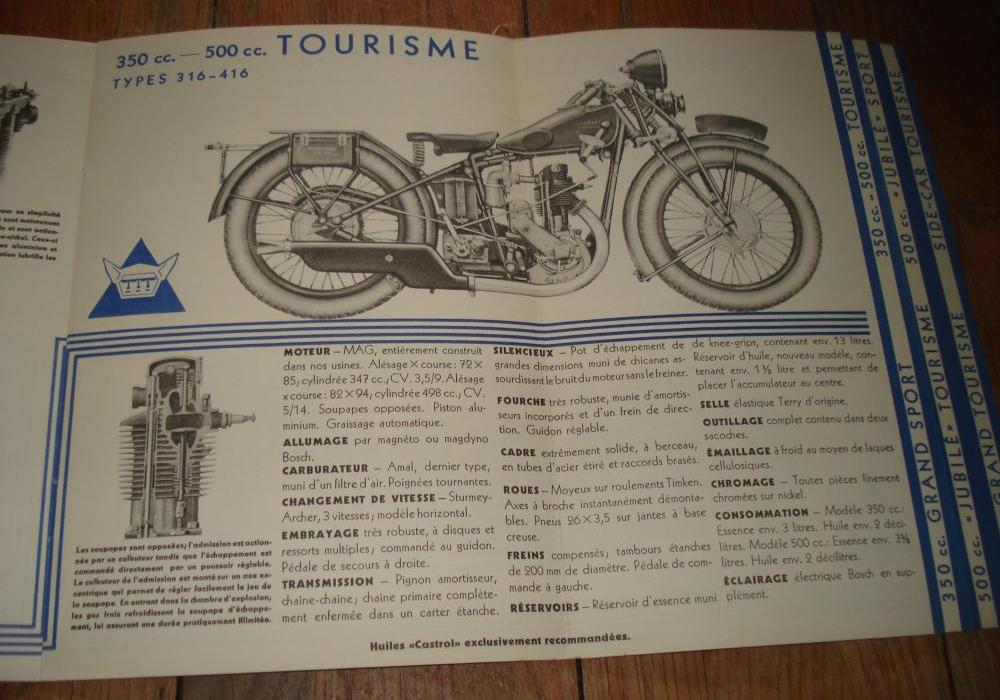 350 cc. — 500 cc. TOURISME
TYPES 316-416
sont maintenues
en aluminium et
Les soupapes sont opposées; l'admission est action-
née par un culbuteur tandis que l'échappement est
commandé directement par un poussoir réglable.
Le culbuteur de l'admission est monté sur un axe ex-
centrique qui permet de régler facilement le jeu de
la soupape. En entrant dans la chambre d'explosion,
les gaz frais refroidissent la soupape d'échappe-
ment, lui assurant une durée pratiquement illimitée.
MOTEUR – MAG, entièrement construit
dans nos usines. Alésage X course: 72 X
85; cylindrée 347 cc., CV. 3,5/9. Alésage
x course: 82 X 94, cylindrée 498 cc., CV.
5/14. Soupapes opposées. Piston alu-
minium. Graissage automatique.
ALLUMAGE par magnéto ou magdyno
Bosch.
CARBURATEUR – Amal, dernier type,
muni d'un filtre d'air. Poignées tournantes.
CHANGEMENT DE VITESSE – Sturmey-
Archer, 3 vitesses; modèle horizontal.
EMBRAYAGE très robuste, à disques et
ressorts multiples; commandé au guidon.
Pédale de secours à droite.
TRANSMISSION – Pignon amortisseur,
chaîne-chaîne; chaîne primaire complète-
ment enfermée dans un carter étanche.
SILENCIEUX – Pot d'échappement de
grandes dimensions muni de chicanes as-
sourdissant le bruit du moteur sans le freiner.
FOURCHE très robuste, munie d'amortis-
seurs incorporés et d'un frein de direc-
tion. Guidon réglable.
CADRE extrêmement solide, à berceau,
en tubes d'acier étiré et raccords brasés.
ROUES – Moyeux sur roulements Timken.
Axes à broche instantanément démonta-
bles. Pneus 26 X 3,5 sur jantes à base
creuse.
FREINS compensés; tambours étanches
de 200 mm de diamètre. Pédale de com-
mande à gauche.
RÉSERVOIRS – Réservoir d'essence muni
de knee-grips, contenant env. 13 litres.
Réservoir d'huile, nouveau modèle, con-
tenant env. 1½ litre et permettant de
placer l'accumulateur au centre.
SELLE élastique Terry d'origine.
OUTILLAGE complet contenu dans deux
sacoches.
ÉMAILLAGE à froid au moyen de laques
cellulosiques.
CHROMAGE – Toutes pièces finement
chromées sur nickel.
CONSOMMATION – Modèle 350 cc.:
Essence env. 3 litres. Huile env. 2 déci-
litres. Modèle 500 cc.: Essence env. 3½
litres. Huile env. 2 décilitres.
ÉCLAIRAGE électrique Bosch en sup-
plément.
Huiles »Castrol« exclusivement recommandées.
350 cc. – 500 cc. TOURISME
500 cc. »JUBILÉ« SPORT
SIDE-CAR TOURISME
350 cc. GRAND SPORT
500 cc. »JUBILÉ« TOURISME
GRAND SPORT